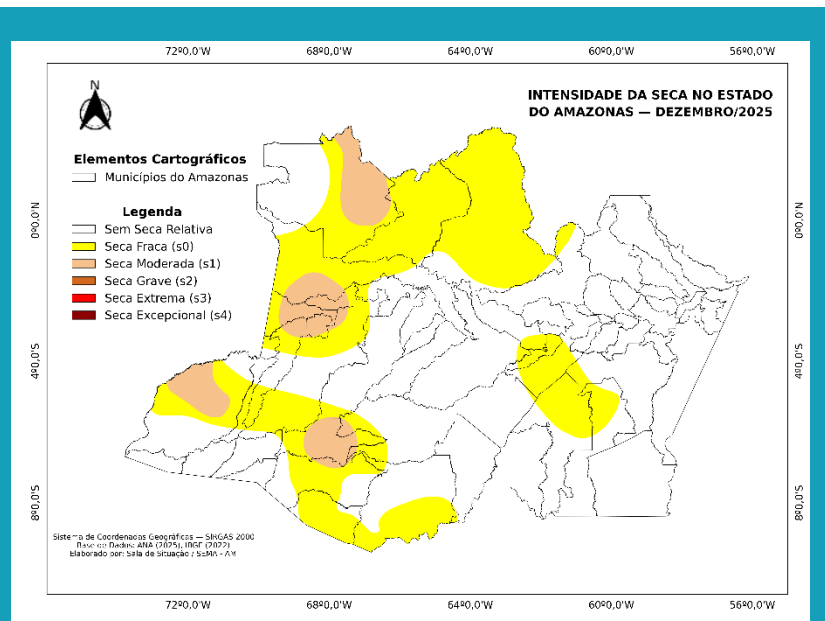 72º0,0'W 68º0,0'W 64º0,0'W 60º0,0'W 56º0,0'W
N
INTENSIDADE DA SECA NO ESTADO
DO AMAZONAS — DEZEMBRO/2025
Elementos Cartográficos
Municípios do Amazonas
Legenda
Sem Seca Relativa
Seca Fraca (s0)
Seca Moderada (s1)
Seca Grave (s2)
Seca Extrema (s3)
Seca Excepcional (s4)
0º0,0'N
0º0,0'N
4º0,0'S
4º0,0'S
8º0,0'S
8º0,0'S
Sistema de Coordenadas Geográficas — SIRGAS 2000
Base de Dados: ANA (2025), IBGE (2022)
Elaborado por: Sala de Situação / SEMA - AM
72º0,0'W 68º0,0'W 64º0,0'W 60º0,0'W 56º0,0'W